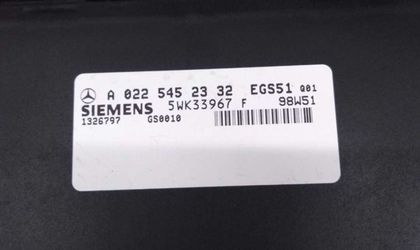 A 022 545 23 32 EGS51 Q01
SIEMENS 5WK33967 F 98W51
1326797 GS0010